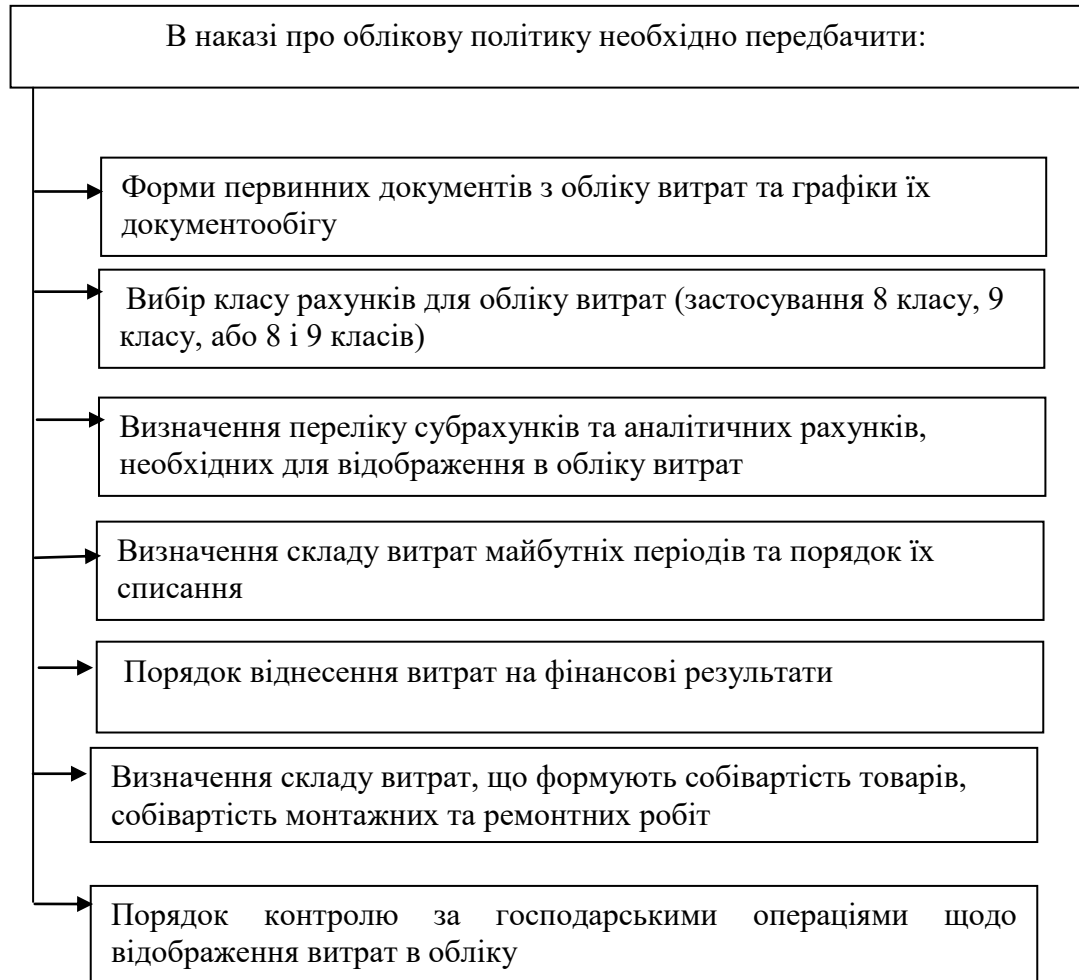 В наказі про облікову політику необхідно передбачити:
Форми первинних документів з обліку витрат та графіки їх
документообігу
Вибір класу рахунків для обліку витрат (застосування 8 класу, 9
класу, або 8 і 9 класів)
Визначення переліку субрахунків та аналітичних рахунків,
необхідних для відображення в обліку витрат
Визначення складу витрат майбутніх періодів та порядок їх
списання
Порядок віднесення витрат на фінансові результати
Визначення складу витрат, що формують собівартість товарів,
собівартість монтажних та ремонтних робіт
Порядок контролю за господарськими операціями щодо
відображення витрат в обліку